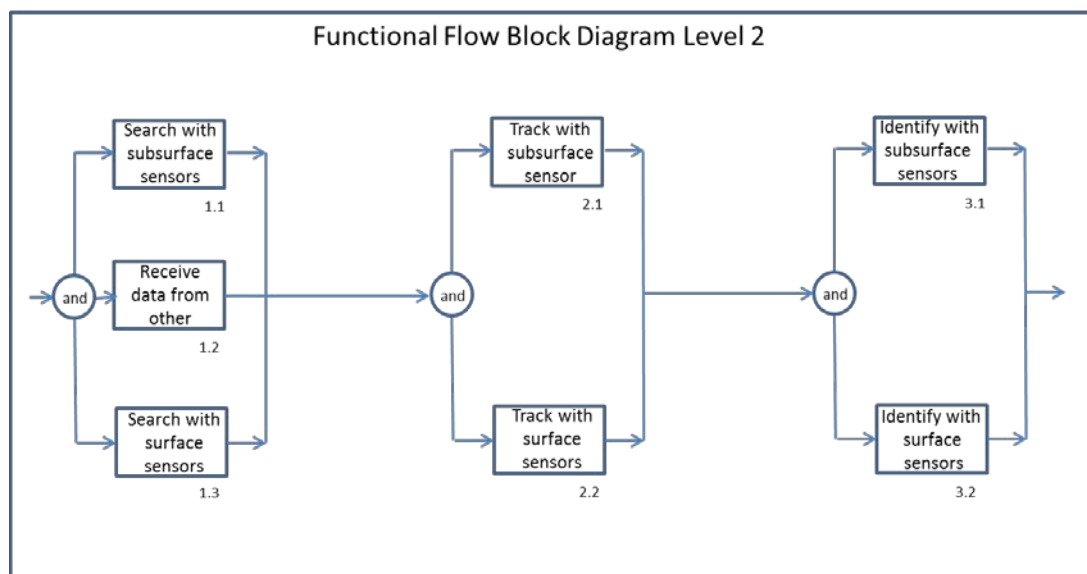 Functional Flow Block Diagram Level 2
Search with
subsurface
sensors
1.1
and
Receive
data from
other
1.2
Search with
surface
sensors
1.3
Track with
subsurface
sensor
2.1
and
Track with
surface
sensors
2.2
Identify with
subsurface
sensors
3.1
and
Identify with
surface
sensors
3.2